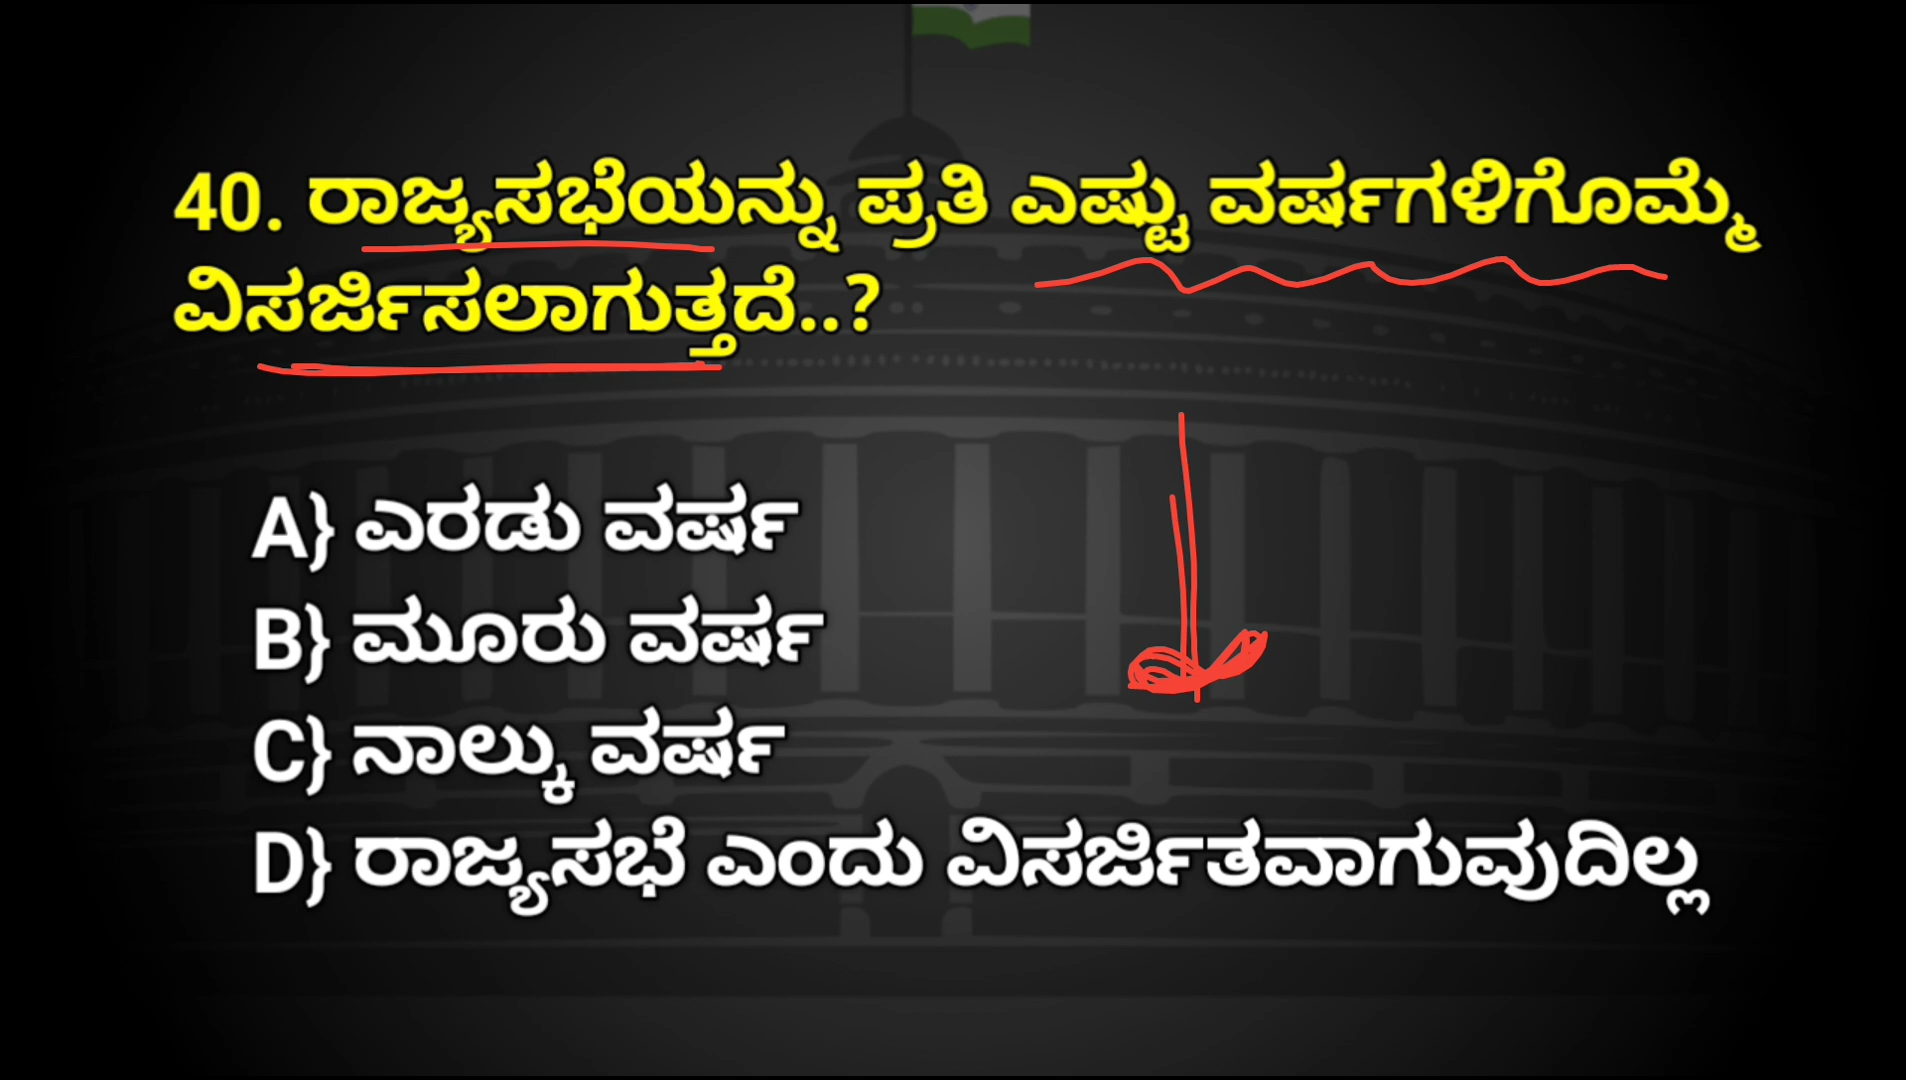 40. ರಾಜ್ಯಸಭೆಯನ್ನು ಪ್ರತಿ ಎಷ್ಟು ವರ್ಷಗಳಿಗೊಮ್ಮೆ
ವಿಸರ್ಜಿಸಲಾಗುತ್ತದೆ..?
A} ಎರಡು ವರ್ಷ
B} ಮೂರು ವರ್ಷ
C} ನಾಲ್ಕು ವರ್ಷ
D} ರಾಜ್ಯಸಭೆ ಎಂದು ವಿಸರ್ಜಿತವಾಗುವುದಿಲ್ಲ